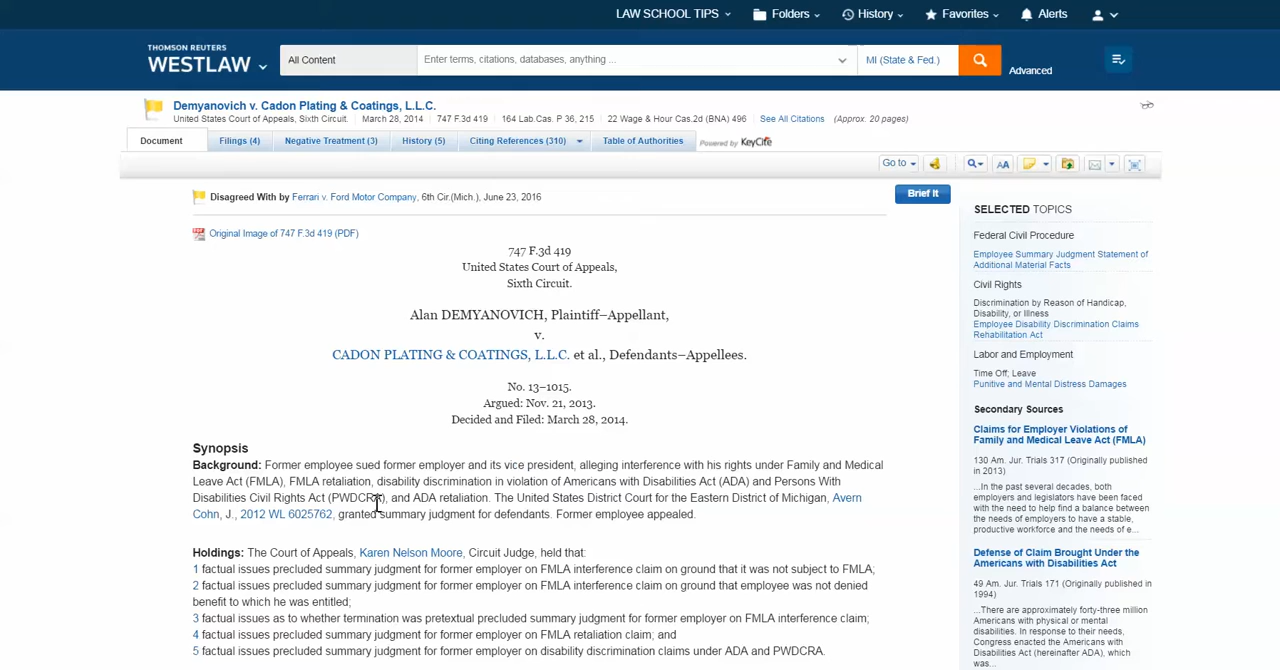 LAW SCHOOL TIPS Folders History Favorites Alerts
THOMSON REUTERS
WESTLAW
All Content Enter terms, citations, databases, anything ... MI (State & Fed.) Advanced
Demyanovich v. Cadon Plating & Coatings, L.L.C.
United States Court of Appeals, Sixth Circuit. March 28, 2014 747 F.3d 419 164 Lab.Cas. P 36, 215 22 Wage & Hour Cas.2d (BNA) 496 See All Citations (Approx. 20 pages)
Document Filings (4) Negative Treatment (3) History (5) Citing References (310) Table of Authorities Powered by KeyCite
Go to AA
Disagreed With by Ferrari v. Ford Motor Company, 6th Cir.(Mich.), June 23, 2016
Brief It
Original Image of 747 F.3d 419 (PDF)
747 F.3d 419
United States Court of Appeals,
Sixth Circuit.
Alan DEMYANOVICH, Plaintiff–Appellant,
v.
CADON PLATING & COATINGS, L.L.C. et al., Defendants–Appellees.
No. 13–1015.
Argued: Nov. 21, 2013.
Decided and Filed: March 28, 2014.
Synopsis
Background: Former employee sued former employer and its vice president, alleging interference with his rights under Family and Medical
Leave Act (FMLA), FMLA retaliation, disability discrimination in violation of Americans with Disabilities Act (ADA) and Persons With
Disabilities Civil Rights Act (PWDCRA), and ADA retaliation. The United States District Court for the Eastern District of Michigan, Avern
Cohn, J., 2012 WL 6025762, granted summary judgment for defendants. Former employee appealed.
Holdings: The Court of Appeals, Karen Nelson Moore, Circuit Judge, held that:
1 factual issues precluded summary judgment for former employer on FMLA interference claim on ground that it was not subject to FMLA;
2 factual issues precluded summary judgment for former employer on FMLA interference claim on ground that employee was not denied
benefit to which he was entitled;
3 factual issues as to whether termination was pretextual precluded summary judgment for former employer on FMLA interference claim;
4 factual issues precluded summary judgment for former employer on FMLA retaliation claim; and
5 factual issues precluded summary judgment for former employer on disability discrimination claims under ADA and PWDCRA.
SELECTED TOPICS
Federal Civil Procedure
Employee Summary Judgment Statement of
Additional Material Facts
Civil Rights
Discrimination by Reason of Handicap,
Disability, or Illness
Employee Disability Discrimination Claims
Rehabilitation Act
Labor and Employment
Time Off; Leave
Punitive and Mental Distress Damages
Secondary Sources
Claims for Employer Violations of
Family and Medical Leave Act (FMLA)
130 Am. Jur. Trials 317 (Originally published
in 2013)
...In the past several decades, both
employers and legislators have been faced
with the need to help find a balance between
the needs of employers to have a stable,
productive workforce and the needs of e...
Defense of Claim Brought Under the
Americans with Disabilities Act
49 Am. Jur. Trials 171 (Originally published in
1994)
...There are approximately forty-three million
Americans with physical or mental
disabilities. In response to their needs,
Congress enacted the Americans with
Disabilities Act (hereinafter ADA), which
was...